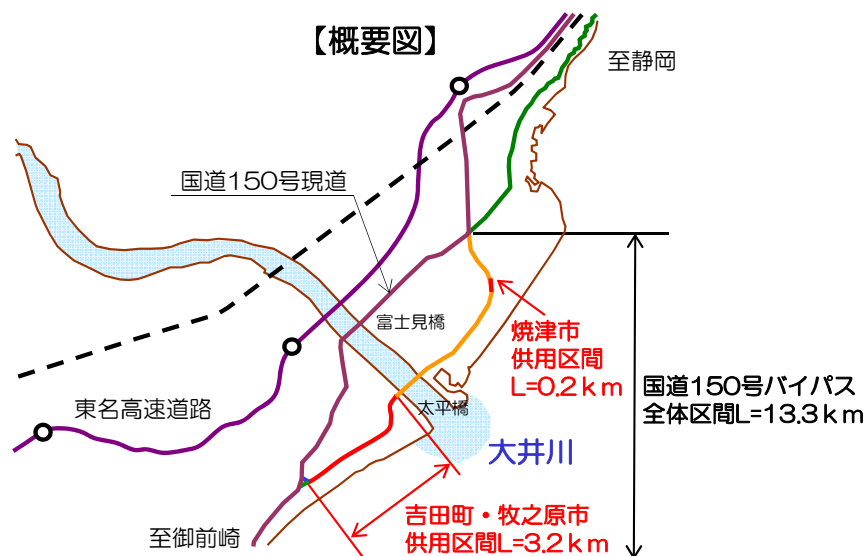 【概要図】
至静岡
国道150号現道
富士見橋
焼津市
供用区間
L=0.2ｋｍ
国道150号バイパス
全体区間L=13.3ｋｍ
東名高速道路
太平橋
大井川
吉田町・牧之原市
供用区間L=3.2ｋｍ
至御前崎